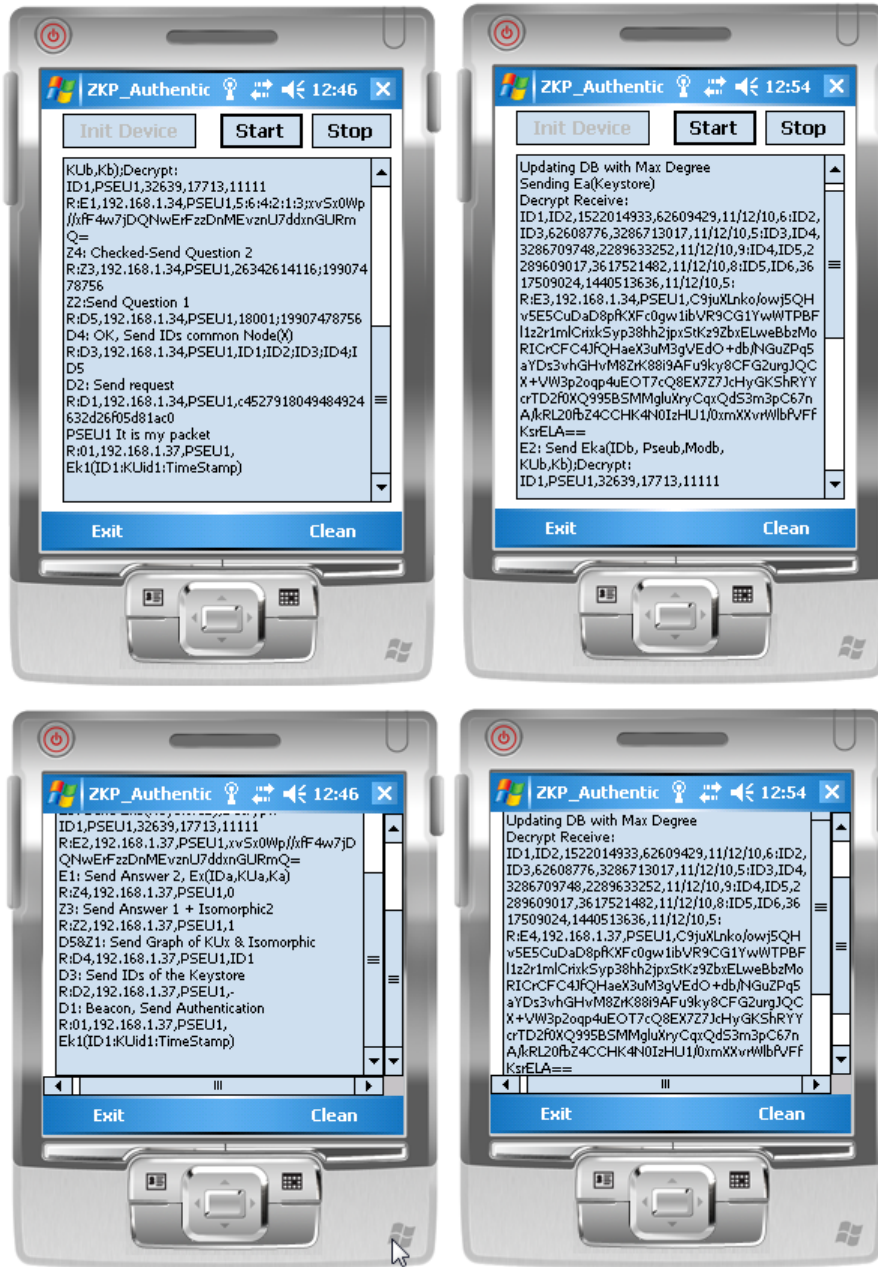 ZKP_Authentic 12:46
Init Device Start Stop
KUb,Kb);Decrypt:
ID1,PSEU1,32639,17713,11111
R:E1,192.168.1.34,PSEU1,5:6:4:2:1:3;xvSx0Wp
//xfF4w7jDQNwErFzzDnMEvznU7ddxnGURm
Q=
Z4: Checked-Send Question 2
R:Z3,192.168.1.34,PSEU1,26342614116;199074
78756
Z2:Send Question 1
R:D5,192.168.1.34,PSEU1,18001;19907478756
D4: OK, Send IDs common Node(X)
R:D3,192.168.1.34,PSEU1,ID1;ID2;ID3;ID4;I
D5
D2: Send request
R:D1,192.168.1.34,PSEU1,c4527918049484924
632d26f05d81ac0
PSEU1 It is my packet
R:01,192.168.1.37,PSEU1,
Ek1(ID1:KUid1:TimeStamp)
Exit Clean
ZKP_Authentic 12:54
Init Device Start Stop
Updating DB with Max Degree
Sending Ea(Keystore)
Decrypt Receive:
ID1,ID2,1522014933,62609429,11/12/10,6:ID2,
ID3,62608776,3286713017,11/12/10,5:ID3,ID4,
3286709748,2289633252,11/12/10,9:ID4,ID5,2
289609017,3617521482,11/12/10,8:ID5,ID6,36
17509024,1440513636,11/12/10,5:
R:E3,192.168.1.34,PSEU1,C9juXLnko/owj5QH
v5E5CuDaD8pfKXFc0gw1ibVR9CG1YwWTPBF
l1z2r1mlCrixkSyp38hh2jpxStKz9ZbxELweBbzMo
RICrCFC4JfQHaeX3uM3gVEdO+db/NGuZPq5
aYDs3vhGHvM8ZrK88i9AFu9ky8CFG2urgJQC
X+VW3p2oqp4uEOT7cQ8EX7Z7JcHyGKShRYY
crTD2f0XQ995BSMMgluXryCqxQdS3m3pC67n
A/kRL20fbZ4CCHK4N0IzHU1/0xmXXvrWlbfVFf
KsrELA==
E2: Send Eka(IDb, Pseub,Modb,
KUb,Kb);Decrypt:
ID1,PSEU1,32639,17713,11111
Exit Clean
ZKP_Authentic 12:46
ID1,PSEU1,32639,17713,11111
R:E2,192.168.1.37,PSEU1,xvSx0Wp//xfF4w7jD
QNwErFzzDnMEvznU7ddxnGURmQ=
E1: Send Answer 2, Ex(IDa,KUa,Ka)
R:Z4,192.168.1.37,PSEU1,0
Z3: Send Answer 1 + Isomorphic2
R:Z2,192.168.1.37,PSEU1,1
D5&Z1: Send Graph of KUx & Isomorphic
R:D4,192.168.1.37,PSEU1,ID1
D3: Send IDs of the Keystore
R:D2,192.168.1.37,PSEU1,-
D1: Beacon, Send Authentication
R:01,192.168.1.37,PSEU1,
Ek1(ID1:KUid1:TimeStamp)
Exit Clean
ZKP_Authentic 12:54
Updating DB with Max Degree
Decrypt Receive:
ID1,ID2,1522014933,62609429,11/12/10,6:ID2,
ID3,62608776,3286713017,11/12/10,5:ID3,ID4,
3286709748,2289633252,11/12/10,9:ID4,ID5,2
289609017,3617521482,11/12/10,8:ID5,ID6,36
17509024,1440513636,11/12/10,5:
R:E4,192.168.1.37,PSEU1,C9juXLnko/owj5QH
v5E5CuDaD8pfKXFc0gw1ibVR9CG1YwWTPBF
l1z2r1mlCrixkSyp38hh2jpxStKz9ZbxELweBbzMo
RICrCFC4JfQHaeX3uM3gVEdO+db/NGuZPq5
aYDs3vhGHvM8ZrK88i9AFu9ky8CFG2urgJQC
X+VW3p2oqp4uEOT7cQ8EX7Z7JcHyGKShRYY
crTD2f0XQ995BSMMgluXryCqxQdS3m3pC67n
A/kRL20fbZ4CCHK4N0IzHU1/0xmXXvrWlbfVFf
KsrELA==
Exit Clean